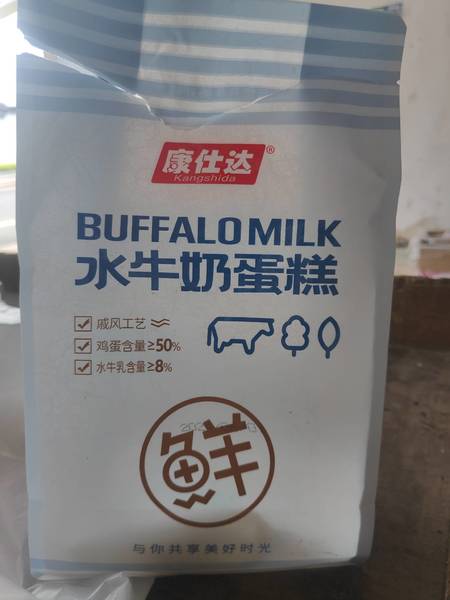 康仕达®
Kangshida
BUFFALO MILK
水牛奶蛋糕
戚风工艺
鸡蛋含量≥50%
水牛乳含量≥8%
鲜
与你共享美好时光